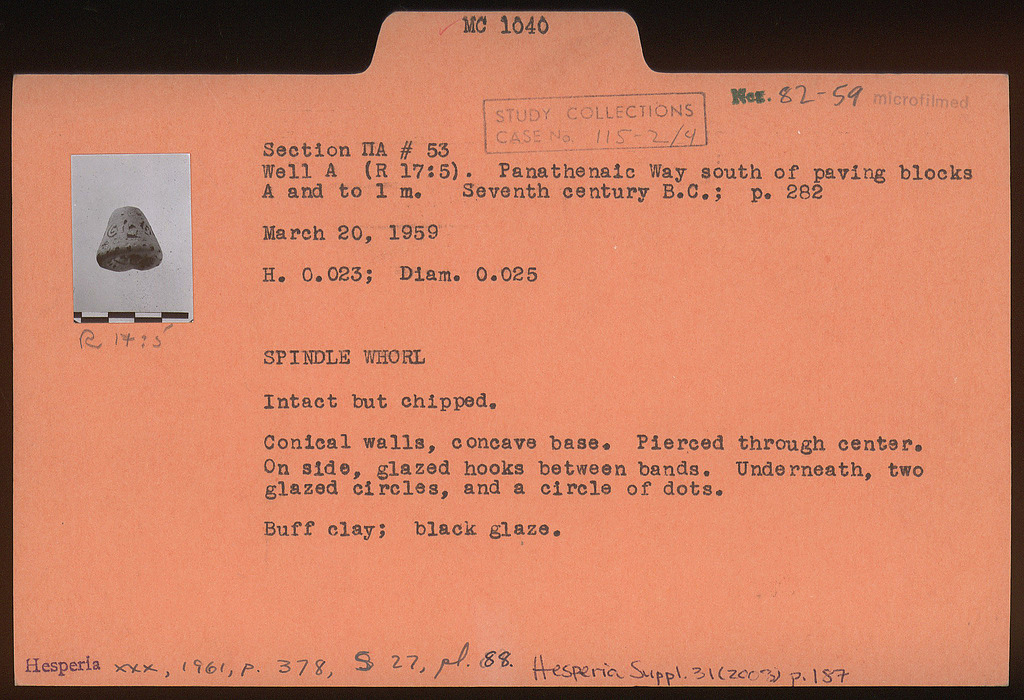 MC 1040
Neg. 82-59 microfilmed
STUDY COLLECTIONS
CASE No. 115-2/4
Section ΠA # 53
Well A (R 17:5). Panathenaic Way south of paving blocks
A and to 1 m. Seventh century B.C.; p. 282
March 20, 1959
H. 0.023; Diam. 0.025
R 17:5
SPINDLE WHORL
Intact but chipped.
Conical walls, concave base. Pierced through center.
On side, glazed hooks between bands. Underneath, two
glazed circles, and a circle of dots.
Buff clay; black glaze.
Hesperia xxx, 1961, p. 378, S 27, pl. 88. Hesperia Suppl. 31 (2003) p. 187